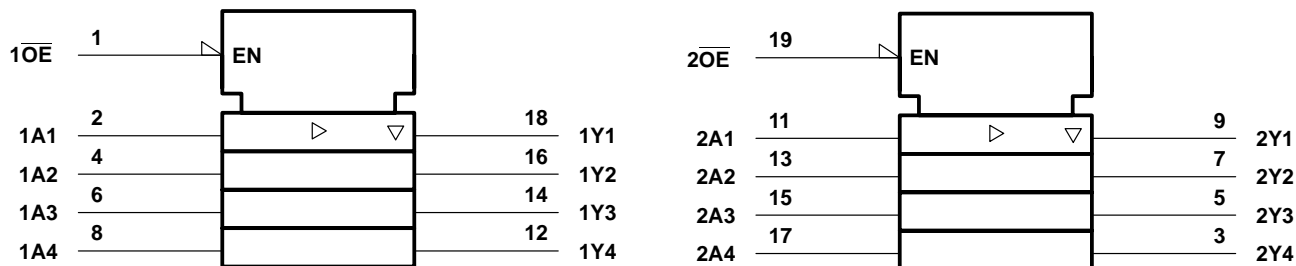 1OE 1 EN
1A1 2 18 1Y1
1A2 4 16 1Y2
1A3 6 14 1Y3
1A4 8 12 1Y4
2OE 19 EN
2A1 11 9 2Y1
2A2 13 7 2Y2
2A3 15 5 2Y3
2A4 17 3 2Y4